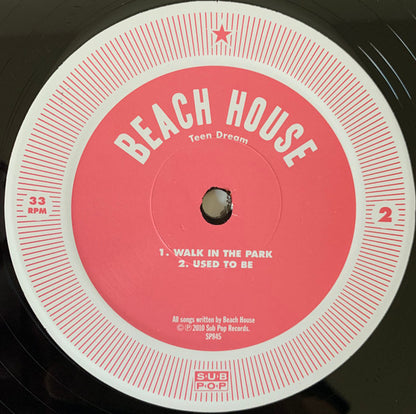 BEACH HOUSE
Teen Dream
33
RPM
2
1. WALK IN THE PARK
2. USED TO BE
All songs written by Beach House
©℗ 2010 Sub Pop Records.
SP845
SUB
POP